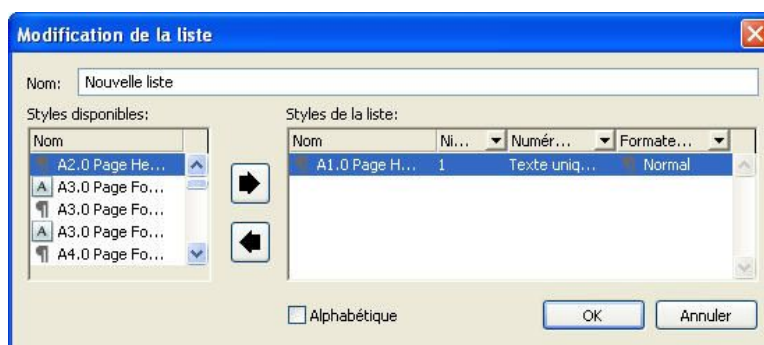 Modification de la liste
Nom: Nouvelle liste
Styles disponibles:
Nom
A2.0 Page He...
A A3.0 Page Fo...
¶ A3.0 Page Fo...
A A3.0 Page Fo...
¶ A4.0 Page Fo...
Styles de la liste:
Nom Ni... Numér... Formate...
A1.0 Page H... 1 Texte uniq... Normal
Alphabétique
OK Annuler